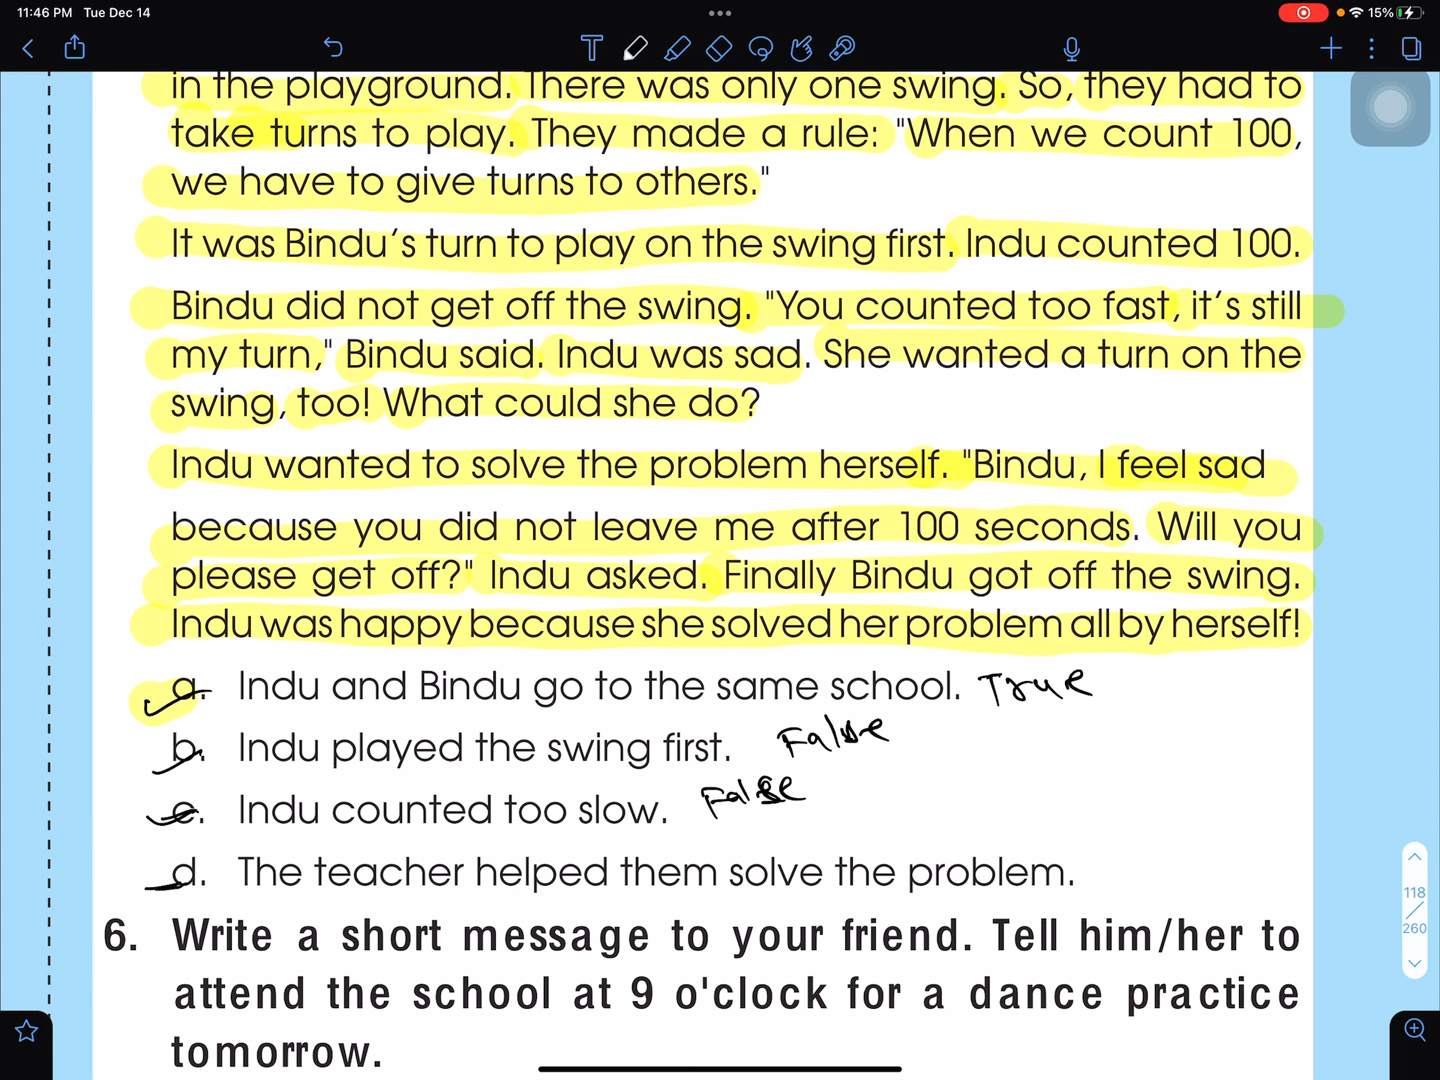 11:46 PM Tue Dec 14
15%
in the playground. There was only one swing. So, they had to
take turns to play. They made a rule: "When we count 100,
we have to give turns to others."
It was Bindu's turn to play on the swing first. Indu counted 100.
Bindu did not get off the swing. "You counted too fast, it's still
my turn," Bindu said. Indu was sad. She wanted a turn on the
swing, too! What could she do?
Indu wanted to solve the problem herself. "Bindu, I feel sad
because you did not leave me after 100 seconds. Will you
please get off?" Indu asked. Finally Bindu got off the swing.
Indu was happy because she solved her problem all by herself!
a. Indu and Bindu go to the same school. True
b. Indu played the swing first. False
c. Indu counted too slow. False
d. The teacher helped them solve the problem.
118
260
6. Write a short message to your friend. Tell him/her to
attend the school at 9 o'clock for a dance practice
tomorrow.